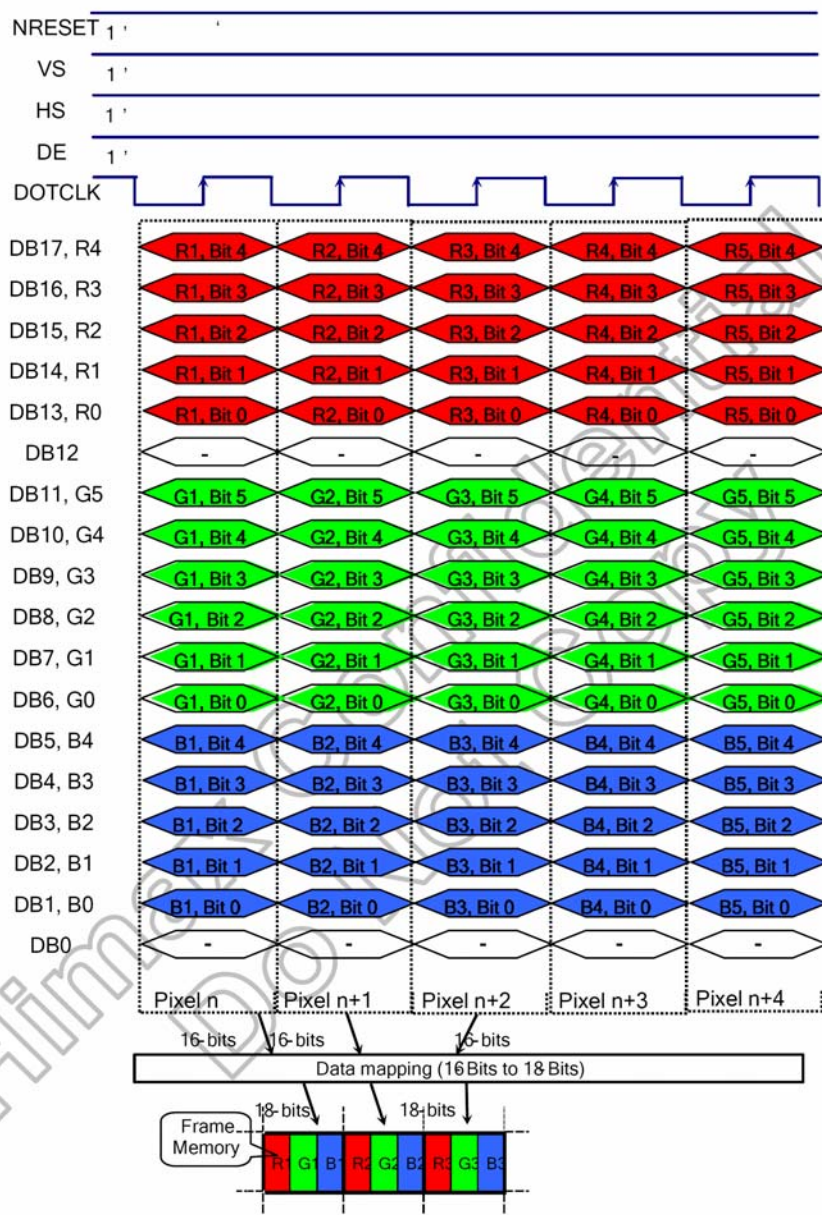 NRESET 1 ' '
VS 1 '
HS 1 '
DE 1 '
DOTCLK
DB17, R4 R1, Bit 4 R2, Bit 4 R3, Bit 4 R4, Bit 4 R5, Bit 4
DB16, R3 R1, Bit 3 R2, Bit 3 R3, Bit 3 R4, Bit 3 R5, Bit 3
DB15, R2 R1, Bit 2 R2, Bit 2 R3, Bit 2 R4, Bit 2 R5, Bit 2
DB14, R1 R1, Bit 1 R2, Bit 1 R3, Bit 1 R4, Bit 1 R5, Bit 1
DB13, R0 R1, Bit 0 R2, Bit 0 R3, Bit 0 R4, Bit 0 R5, Bit 0
DB12 - - - - -
DB11, G5 G1, Bit 5 G2, Bit 5 G3, Bit 5 G4, Bit 5 G5, Bit 5
DB10, G4 G1, Bit 4 G2, Bit 4 G3, Bit 4 G4, Bit 4 G5, Bit 4
DB9, G3 G1, Bit 3 G2, Bit 3 G3, Bit 3 G4, Bit 3 G5, Bit 3
DB8, G2 G1, Bit 2 G2, Bit 2 G3, Bit 2 G4, Bit 2 G5, Bit 2
DB7, G1 G1, Bit 1 G2, Bit 1 G3, Bit 1 G4, Bit 1 G5, Bit 1
DB6, G0 G1, Bit 0 G2, Bit 0 G3, Bit 0 G4, Bit 0 G5, Bit 0
DB5, B4 B1, Bit 4 B2, Bit 4 B3, Bit 4 B4, Bit 4 B5, Bit 4
DB4, B3 B1, Bit 3 B2, Bit 3 B3, Bit 3 B4, Bit 3 B5, Bit 3
DB3, B2 B1, Bit 2 B2, Bit 2 B3, Bit 2 B4, Bit 2 B5, Bit 2
DB2, B1 B1, Bit 1 B2, Bit 1 B3, Bit 1 B4, Bit 1 B5, Bit 1
DB1, B0 B1, Bit 0 B2, Bit 0 B3, Bit 0 B4, Bit 0 B5, Bit 0
DB0 - - - - -
Pixel n Pixel n+1 Pixel n+2 Pixel n+3 Pixel n+4
16-bits 16-bits 16-bits
Data mapping (16 Bits to 18-Bits)
18-bits 18-bits
Frame Memory
R1 G1 B1 R2 G2 B2 R3 G3 B3
Himax Confidential
Do Not Copy